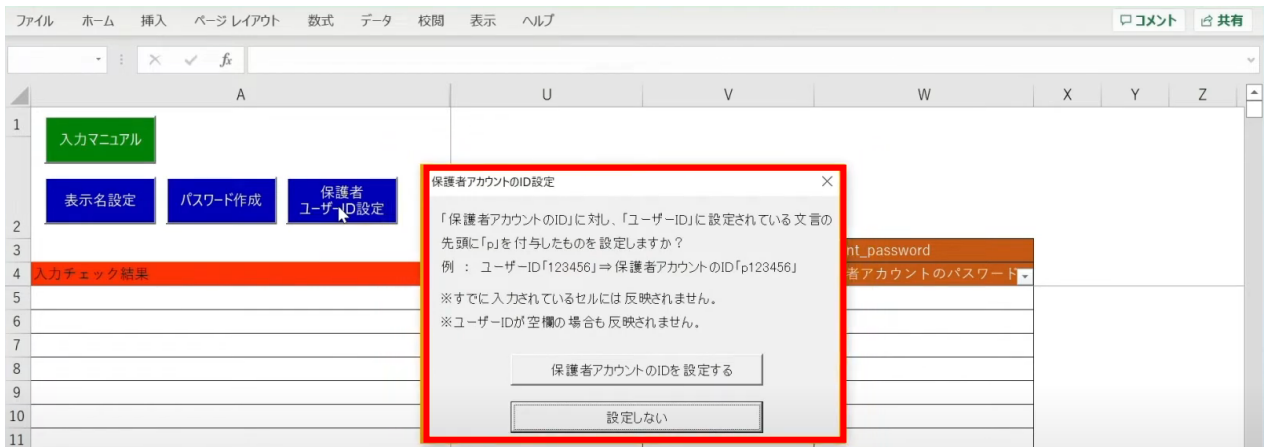 ファイル ホーム 挿入 ページ レイアウト 数式 データ 校閲 表示 ヘルプ コメント 共有
fx
A U V W X Y Z
1
入力マニュアル
表示名設定 パスワード作成 保護者
ユーザーID設定
2
保護者アカウントのID設定
「保護者アカウントのID」に対し、「ユーザーID」に設定されている文言の
先頭に「p」を付与したものを設定しますか？
例 ： ユーザーID「123456」⇒保護者アカウントのID「p123456」
※すでに入力されているセルには反映されません。
※ユーザーIDが空欄の場合も反映されません。
保護者アカウントのIDを設定する
設定しない
3 nt_password
4 入力チェック結果 者アカウントのパスワード
5
6
7
8
9
10
11